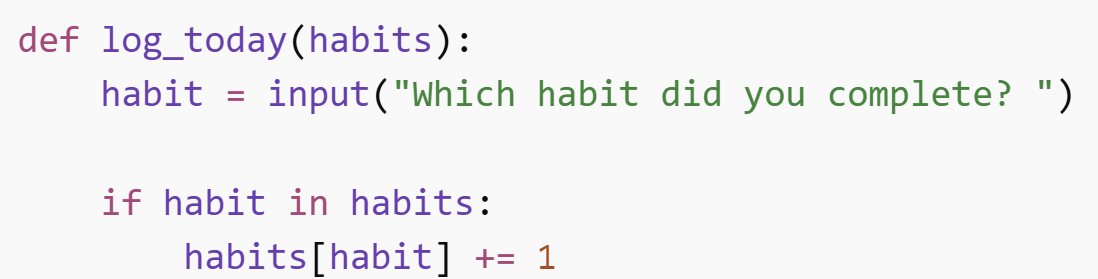 def log_today(habits):
    habit = input("Which habit did you complete? ")
    if habit in habits:
        habits[habit] += 1